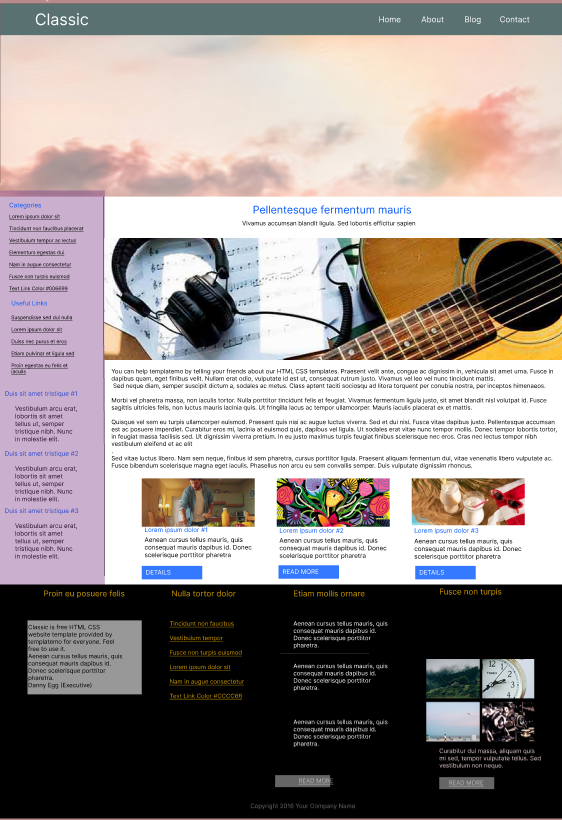 Classic
Home
About
Blog
Contact
Categories
Lorem ipsum dolor sit
Tincidunt non faucibus placerat
Vestibulum tempor ac lectus
Elementum egestas dui
Nam in augue consectetur
Fusce non turpis euismod
Text Link Color #006699
Useful Links
Suspendisse sed dui nulla
Lorem ipsum dolor sit
Duiss nec purus et eros
Etiam pulvinar et ligula sed
Proin egestas eu felis et
iaculis
Duis sit amet tristique #1
Vestibulum arcu erat,
lobortis sit amet
tellus ut, semper
tristique nibh. Nunc
in molestie elit.
Duis sit amet tristique #2
Vestibulum arcu erat,
lobortis sit amet
tellus ut, semper
tristique nibh. Nunc
in molestie elit.
Duis sit amet tristique #3
Vestibulum arcu erat,
lobortis sit amet
tellus ut, semper
tristique nibh. Nunc
in molestie elit.
Pellentesque fermentum mauris
Vivamus accumsan blandit ligula. Sed lobortis efficitur sapien
You can help templatemo by telling your friends about our HTML CSS templates. Praesent velit ante, congue ac dignissim in, vehicula sit amet urna. Fusce in
dapibus quam, eget finibus velit. Nullam erat odio, vulputate id est ut, consequat rutrum justo. Vivamus vel leo vel nunc tincidunt mattis.
Sed neque diam, semper suscipit dictum a, sodales ac metus. Class aptent taciti sociosqu ad litora torquent per conubia nostra, per inceptos himenaeos.
Morbi vel pharetra massa, non iaculis tortor. Nulla porttitor tincidunt felis et feugiat. Vivamus fermentum ligula justo, sit amet blandit nisl volutpat id. Fusce
sagittis ultricies felis, non luctus mauris lacinia quis. Ut fringilla lacus ac tempor ullamcorper. Mauris iaculis placerat ex et mattis.
Quisque vel sem eu turpis ullamcorper euismod. Praesent quis nisi ac augue luctus viverra. Sed et dui nisi. Fusce vitae dapibus justo. Pellentesque accumsan
est ac posuere imperdiet. Curabitur eros mi, lacinia at euismod quis, dapibus vel ligula. Ut sodales erat vitae nunc tempor mollis. Donec tempor lobortis tortor,
in feugiat massa facilisis sed. Ut dignissim viverra pretium. In eu justo maximus turpis feugiat finibus scelerisque nec eros. Cras nec lectus tempor nibh
vestibulum eleifend et ac elit
Sed vitae luctus libero. Nam sem neque, finibus id sem pharetra, cursus porttitor ligula. Praesent aliquam fermentum dui, vitae venenatis libero vulputate ac.
Fusce bibendum scelerisque magna eget iaculis. Phasellus non arcu eu sem convallis semper. Duis vulputate dignissim rhoncus.
Lorem ipsum dolor #1
Aenean cursus tellus mauris, quis
consequat mauris dapibus id. Donec
scelerisque porttitor pharetra
DETAILS
Lorem ipsum dolor #2
Aenean cursus tellus mauris, quis
consequat mauris dapibus id. Donec
scelerisque porttitor pharetra
READ MORE
Lorem ipsum dolor #3
Aenean cursus tellus mauris, quis
consequat mauris dapibus id. Donec
scelerisque porttitor pharetra
DETAILS
Proin eu posuere felis
Classic is free HTML CSS
website template provided by
templatemo for everyone. Feel
free to use it.
Aenean cursus tellus mauris, quis
consequat mauris dapibus id.
Donec scelerisque porttitor
pharetra.
Danny Egg (Executive)
Nulla tortor dolor
Tincidunt non faucibus
Vestibulum tempor
Fusce non turpis euismod
Lorem ipsum dolor sit
Nam in augue consectetur
Text Link Color #CCCC66
Etiam mollis ornare
Aenean cursus tellus mauris, quis
consequat mauris dapibus id.
Donec scelerisque porttitor
pharetra.
Aenean cursus tellus mauris, quis
consequat mauris dapibus id.
Donec scelerisque porttitor
pharetra.
Aenean cursus tellus mauris, quis
consequat mauris dapibus id.
Donec scelerisque porttitor
pharetra.
READ MORE
Fusce non turpis
Curabitur dui massa, aliquam quis
mi sed, tempor vulputate tellus. Sed
vestibulum non neque.
READ MORE
Copyright 2016 Your Company Name